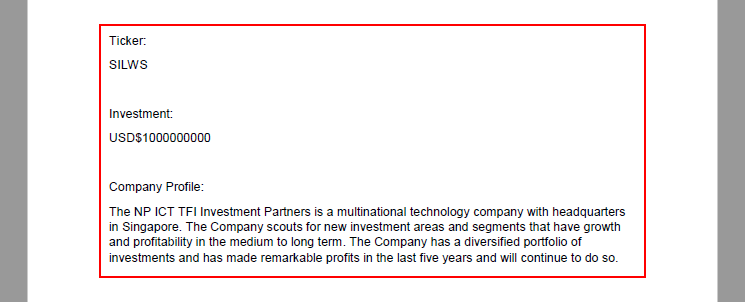 Ticker:
SILWS
Investment:
USD$1000000000
Company Profile:
The NP ICT TFI Investment Partners is a multinational technology company with headquarters
in Singapore. The Company scouts for new investment areas and segments that have growth
and profitability in the medium to long term. The Company has a diversified portfolio of
investments and has made remarkable profits in the last five years and will continue to do so.